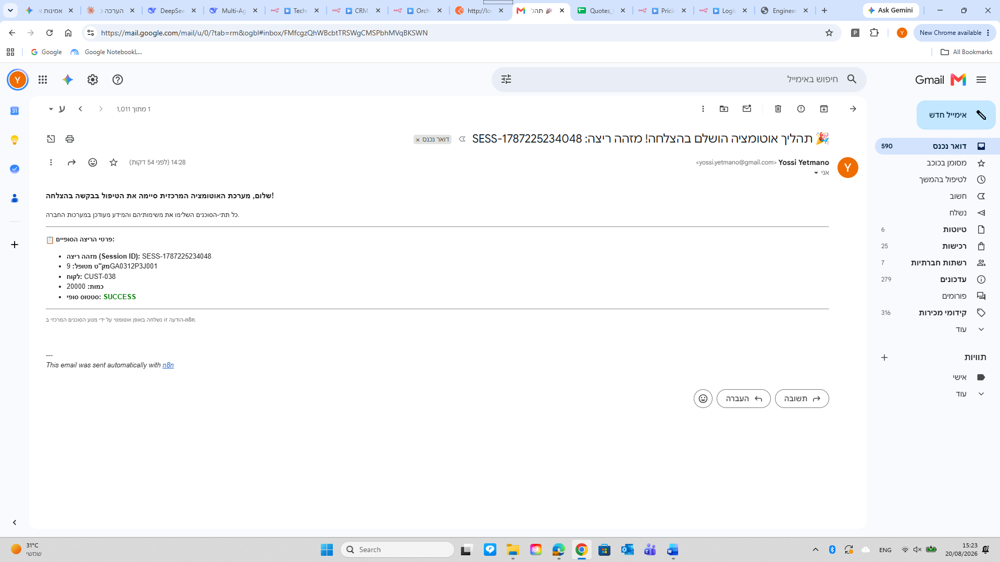 אמינות א
הערכה כ
DeepSee
Multi-Ag
Techn
CRM
Orche
http://loc
תהלי
Quotes_
Pricin
Logis
Engineer
Ask Gemini
https://mail.google.com/mail/u/0/?tab=rm&ogbl#inbox/FMfcgzQhWBcbtTRSWgCMSPbhMVqBKSWN
P
Y
New Chrome available
Google
Google NotebookL...
All Bookmarks
Y
חיפוש באימייל
Gmail
31
ע
1 מתוך 1,011
אימייל חדש
🎉 תהליך אוטומציה הושלם בהצלחה! מזהה ריצה: SESS-1787225234048
דואר נכנס ×
Yossi Yetmano <yossi.yetmano@gmail.com>
14:28 (לפני 54 דקות)
אני
Y
שלום, מערכת האוטומציה המרכזית סיימה את הטיפול בבקשה בהצלחה!
כל תתי-הסוכנים השלימו את משימותיהם והמידע מעודכן במערכות החברה.
📋 פרטי הריצה הסופיים:
מזהה ריצה (Session ID): SESS-1787225234048
מק"ט מטופל: 9GA0312P3J001
לקוח: CUST-038
כמות: 20000
סטטוס סופי: SUCCESS
הודעה זו נשלחה באופן אוטומטי על ידי מנוע הסוכנים המרכזי ב-n8n.
---
This email was sent automatically with n8n
תשובה
העברה
דואר נכנס 590
מסומן בכוכב
לטיפול בהמשך
חשוב
נשלח
טיוטות 6
רכישות 25
רשתות חברתיות 7
עדכונים 279
פורומים
קידומי מכירות 316
עוד
תוויות
אישי
עוד
31°C
שמשי
Search
ENG
15:23
20/08/2026